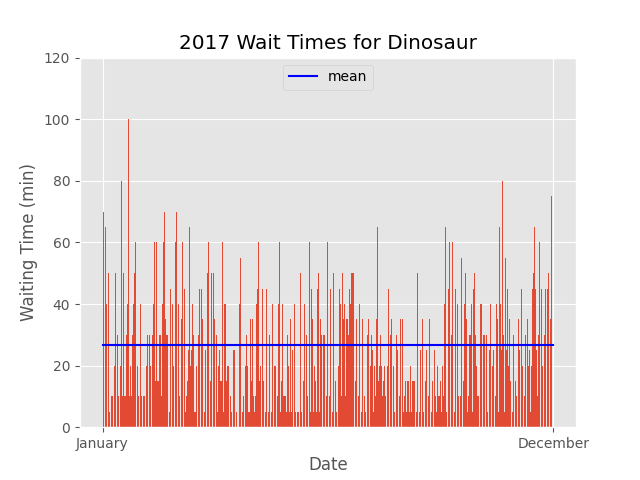 2017 Wait Times for Dinosaur
mean
Waiting Time (min)
120
100
80
60
40
20
0
January
December
Date